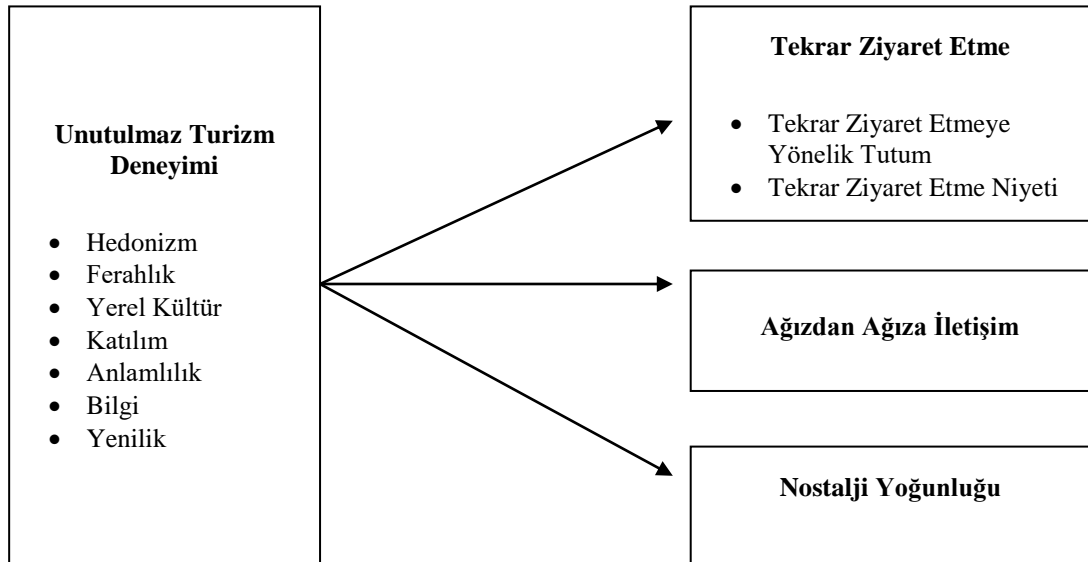 Unutulmaz Turizm
Deneyimi
• Hedonizm
• Ferahlık
• Yerel Kültür
• Katılım
• Anlamlılık
• Bilgi
• Yenilik
Tekrar Ziyaret Etme
• Tekrar Ziyaret Etmeye
Yönelik Tutum
• Tekrar Ziyaret Etme Niyeti
Ağızdan Ağıza İletişim
Nostalji Yoğunluğu